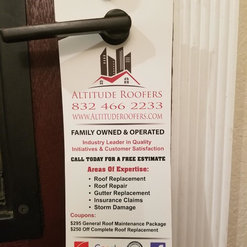 ALTITUDE ROOFERS
832 466 2233
WWW.ALTITUDEROOFERS.COM
FAMILY OWNED & OPERATED
Industry Leader in Quality
Initiatives & Customer Satisfaction
CALL TODAY FOR A FREE ESTIMATE
Areas Of Expertise:
• Roof Replacement
• Roof Repair
• Gutter Replacement
• Insurance Claims
• Storm Damage
Coupons:
$295 General Roof Maintenance Package
$250 Off Complete Roof Replacement